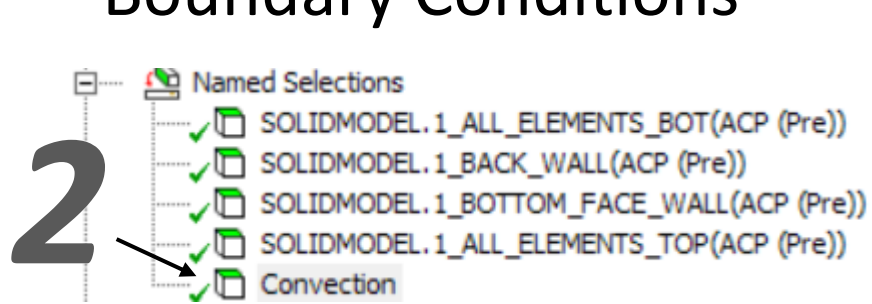 Boundary Conditions
Named Selections
SOLIDMODEL.1_ALL_ELEMENTS_BOT(ACP (Pre))
SOLIDMODEL.1_BACK_WALL(ACP (Pre))
SOLIDMODEL.1_BOTTOM_FACE_WALL(ACP (Pre))
SOLIDMODEL.1_ALL_ELEMENTS_TOP(ACP (Pre))
2
Convection